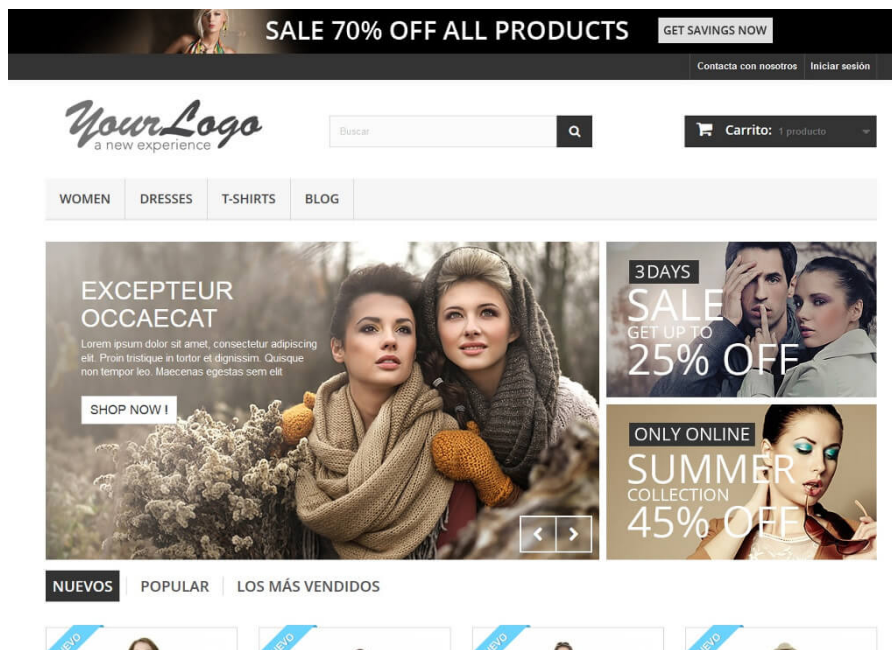 SALE 70% OFF ALL PRODUCTS
GET SAVINGS NOW
Contacta con nosotros
Iniciar sesión
YourLogo
a new experience
Buscar
Carrito: 1 producto
WOMEN
DRESSES
T-SHIRTS
BLOG
EXCEPTEUR
OCCAECAT
Lorem ipsum dolor sit amet, consectetur adipiscing
elit. Proin tristique in tortor et dignissim. Quisque
non tempor leo. Maecenas egestas sem elit
SHOP NOW !
3DAYS
SALE
GET UP TO
25% OFF
ONLY ONLINE
SUMMER
COLLECTION
45% OFF
NUEVOS
POPULAR
LOS MÁS VENDIDOS